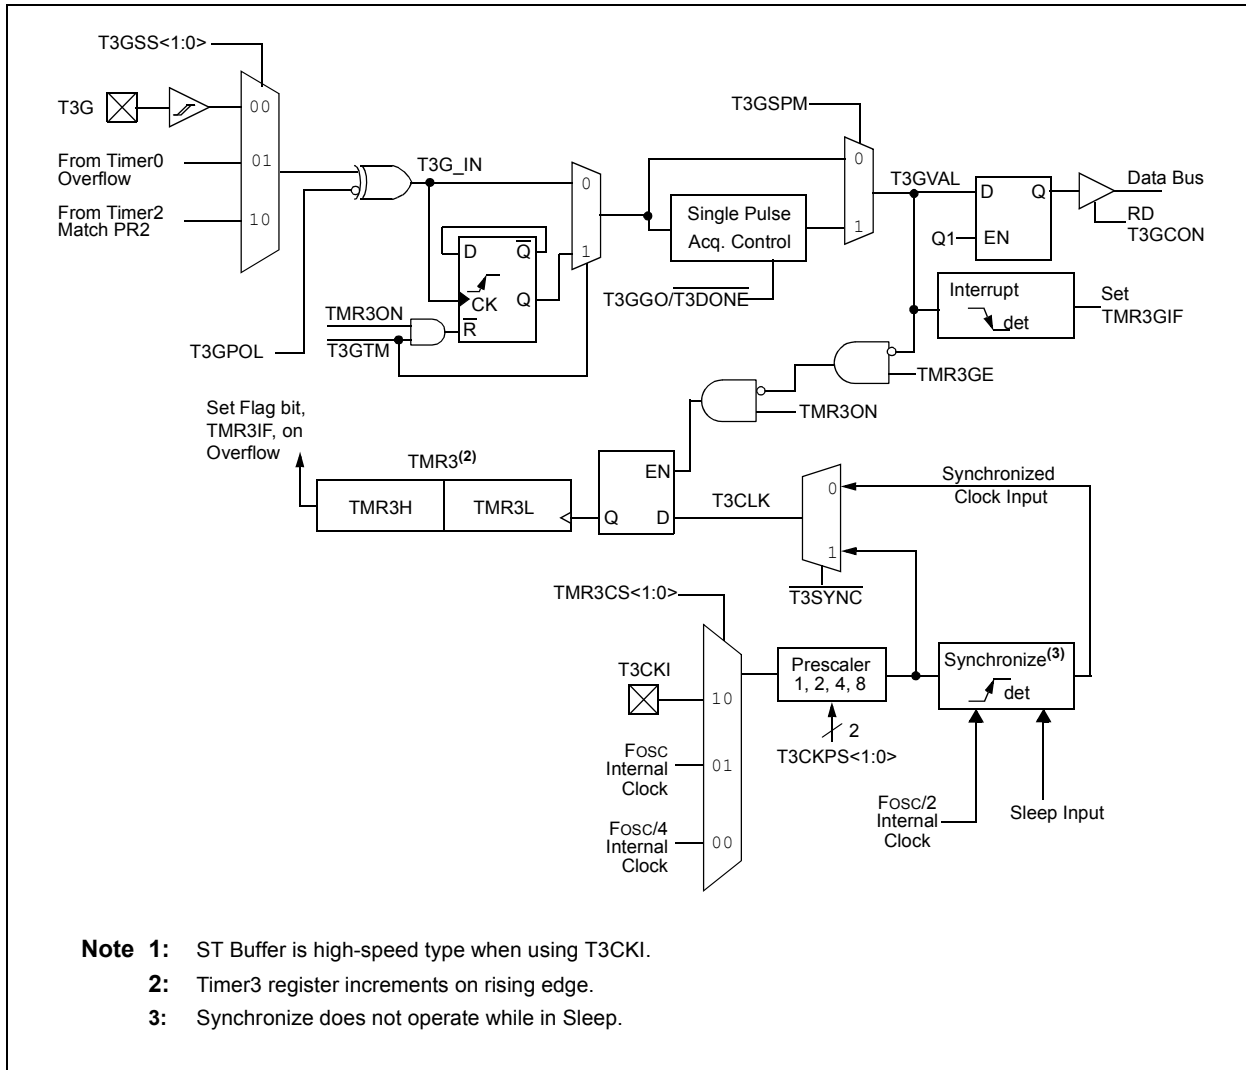 T3GSS<1:0>
T3G
00
From Timer0
Overflow
01
From Timer2
Match PR2
10
T3G_IN
T3GSPM
0
1
D
Q
CK
Q
R
TMR3ON
T3GTM
T3GPOL
Single Pulse
Acq. Control
T3GGO/T3DONE
0
1
T3GVAL
D
Q
Q1
EN
Data Bus
RD
T3GCON
Interrupt
det
Set
TMR3GIF
TMR3GE
TMR3ON
Set Flag bit,
TMR3IF, on
Overflow
TMR3(2)
TMR3H
TMR3L
EN
Q
D
T3CLK
0
1
T3SYNC
Synchronized
Clock Input
TMR3CS<1:0>
T3CKI
10
FOSC
Internal
Clock
01
FOSC/4
Internal
Clock
00
Prescaler
1, 2, 4, 8
2
T3CKPS<1:0>
Synchronize(3)
det
FOSC/2
Internal
Clock
Sleep Input
Note 1: ST Buffer is high-speed type when using T3CKI.
2: Timer3 register increments on rising edge.
3: Synchronize does not operate while in Sleep.